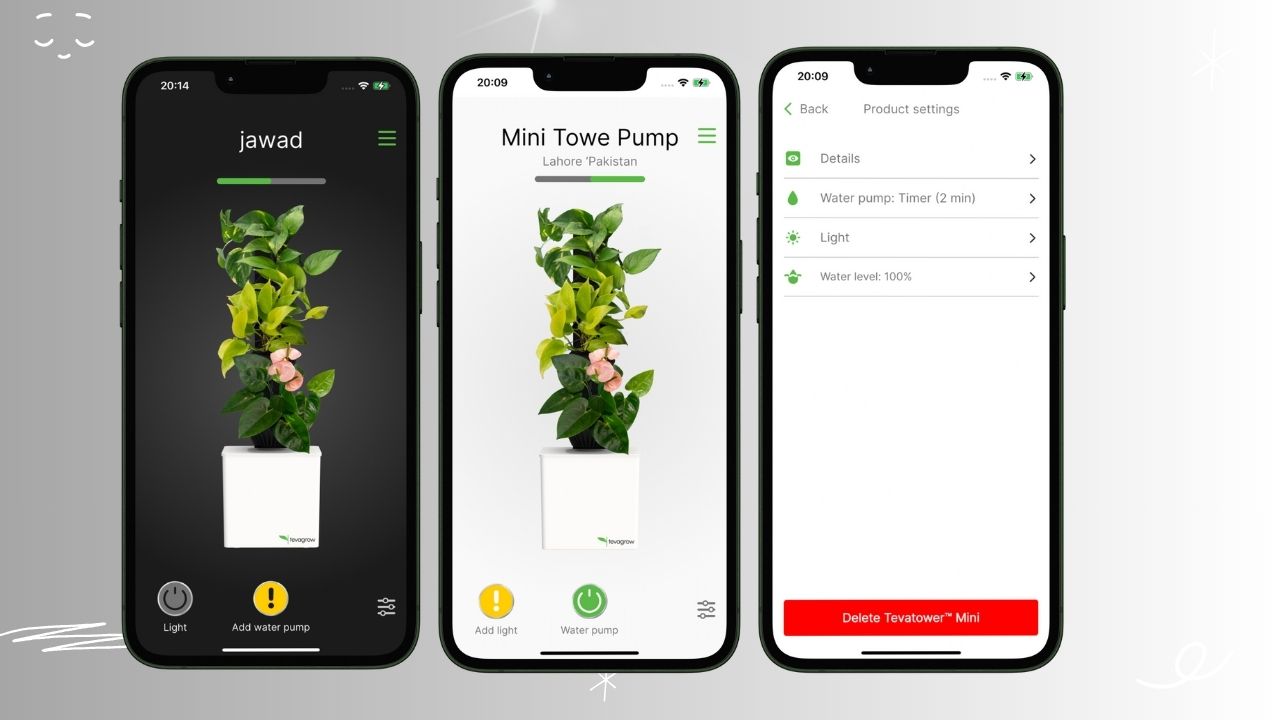 20:14
jawad
tevagrow
Light
Add water pump
20:09
Mini Towe Pump
Lahore 'Pakistan
tevagrow
Add light
Water pump
20:09
Back
Product settings
Details
Water pump: Timer (2 min)
Light
Water level: 100%
Delete Tevatower™ Mini